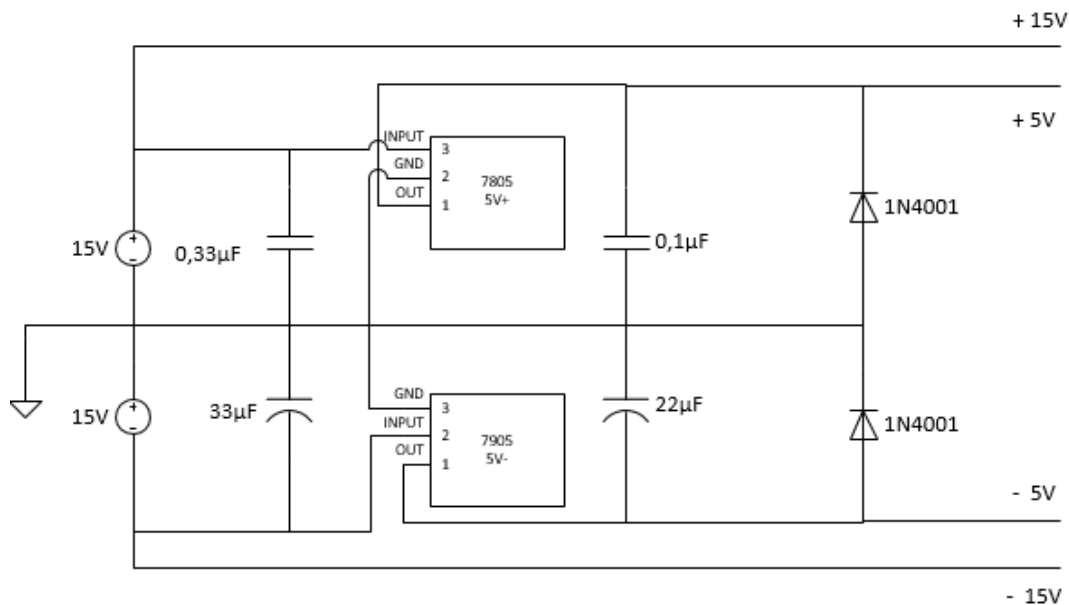 + 15V
+ 5V
INPUT
3
GND
2
OUT
1
7805
5V+
1N4001
15V
0,33µF
0,1µF
15V
33µF
GND
3
INPUT
2
OUT
1
7905
5V-
22µF
1N4001
- 5V
- 15V